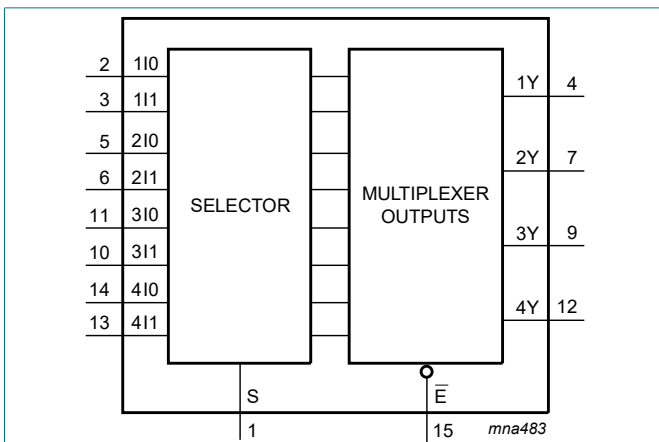 2 1I0
3 1I1
5 2I0
6 2I1
11 3I0
10 3I1
14 4I0
13 4I1
SELECTOR
MULTIPLEXER
OUTPUTS
1Y 4
2Y 7
3Y 9
4Y 12
S
1
E̅
15
mna483